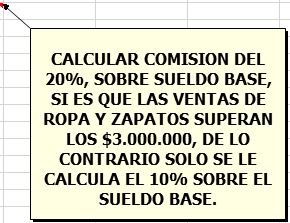 CALCULAR COMISION DEL
20%, SOBRE SUELDO BASE,
SI ES QUE LAS VENTAS DE
ROPA Y ZAPATOS SUPERAN
LOS $3.000.000, DE LO
CONTRARIO SOLO SE LE
CALCULA EL 10% SOBRE EL
SUELDO BASE.